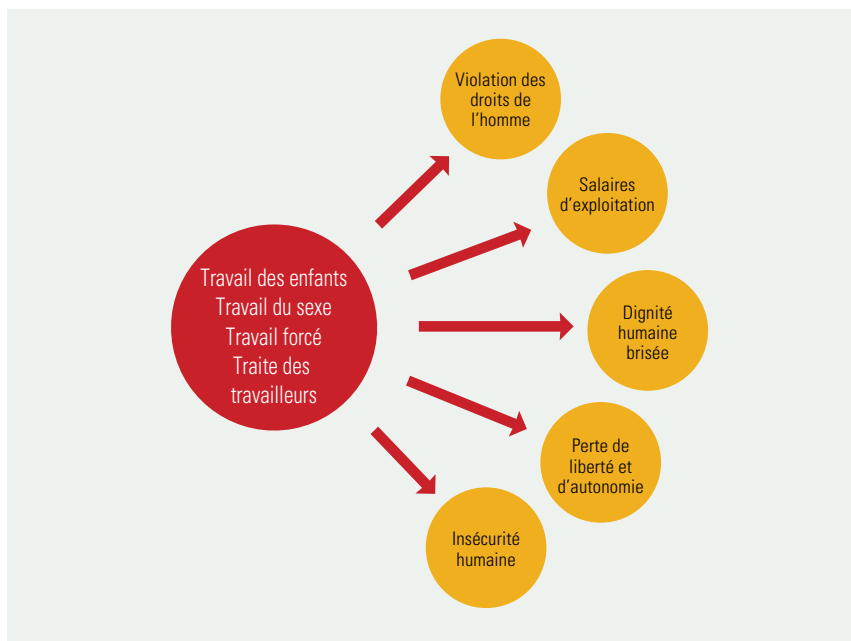 Violation des
droits de
l'homme
Salaires
d'exploitation
Travail des enfants
Travail du sexe
Travail forcé
Traite des
travailleurs
Dignité
humaine
brisée
Perte de
liberté et
d'autonomie
Insécurité
humaine